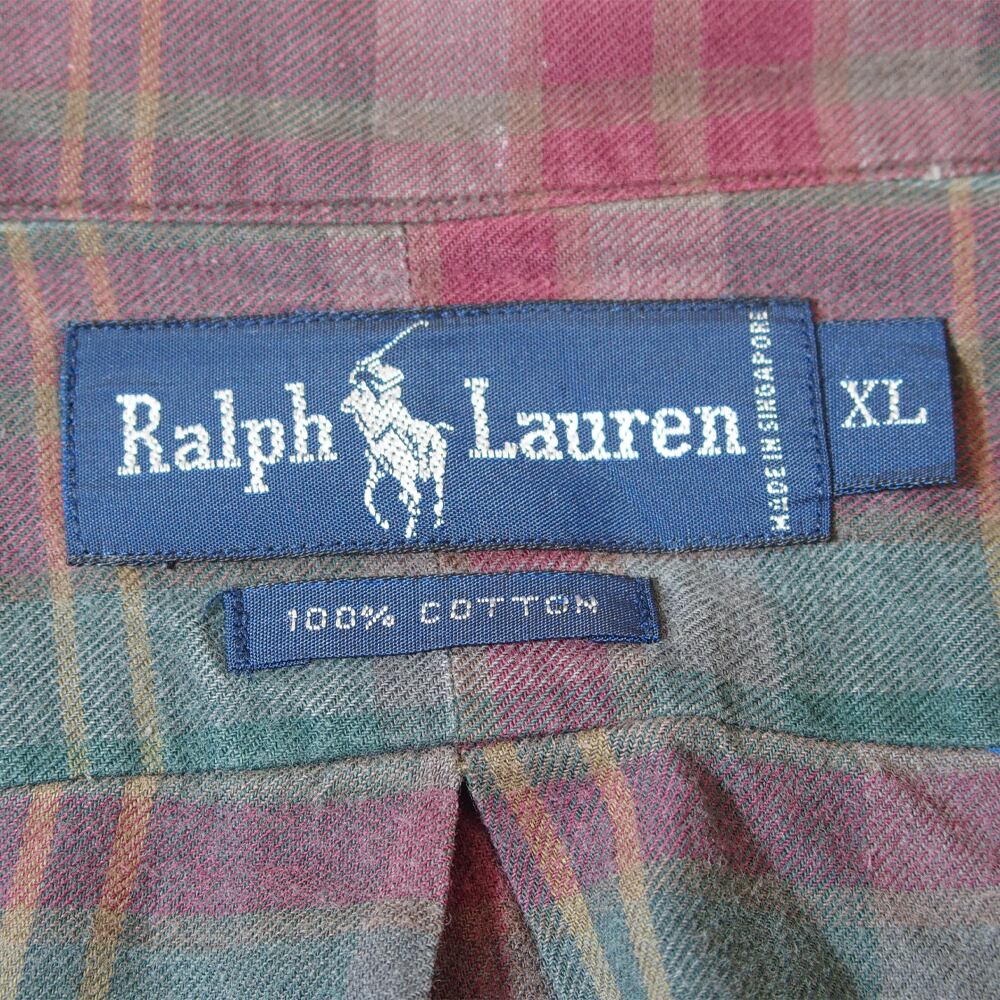 Ralph Lauren
MADE IN SINGAPORE
XL
100% COTTON